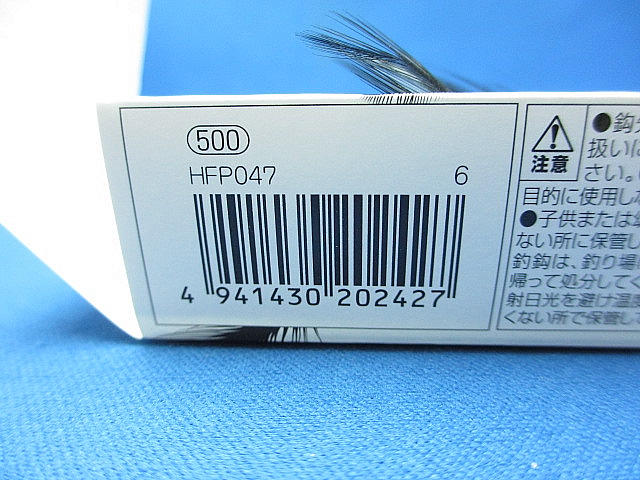 500
HFP047 6
4 941430 202427
注意
●鈎
扱いに
さい。
目的に使用し
●子供または
ない所に保管し
釣鈎は、釣り場
帰って処分して
射日光を避け温
くない所で保管し